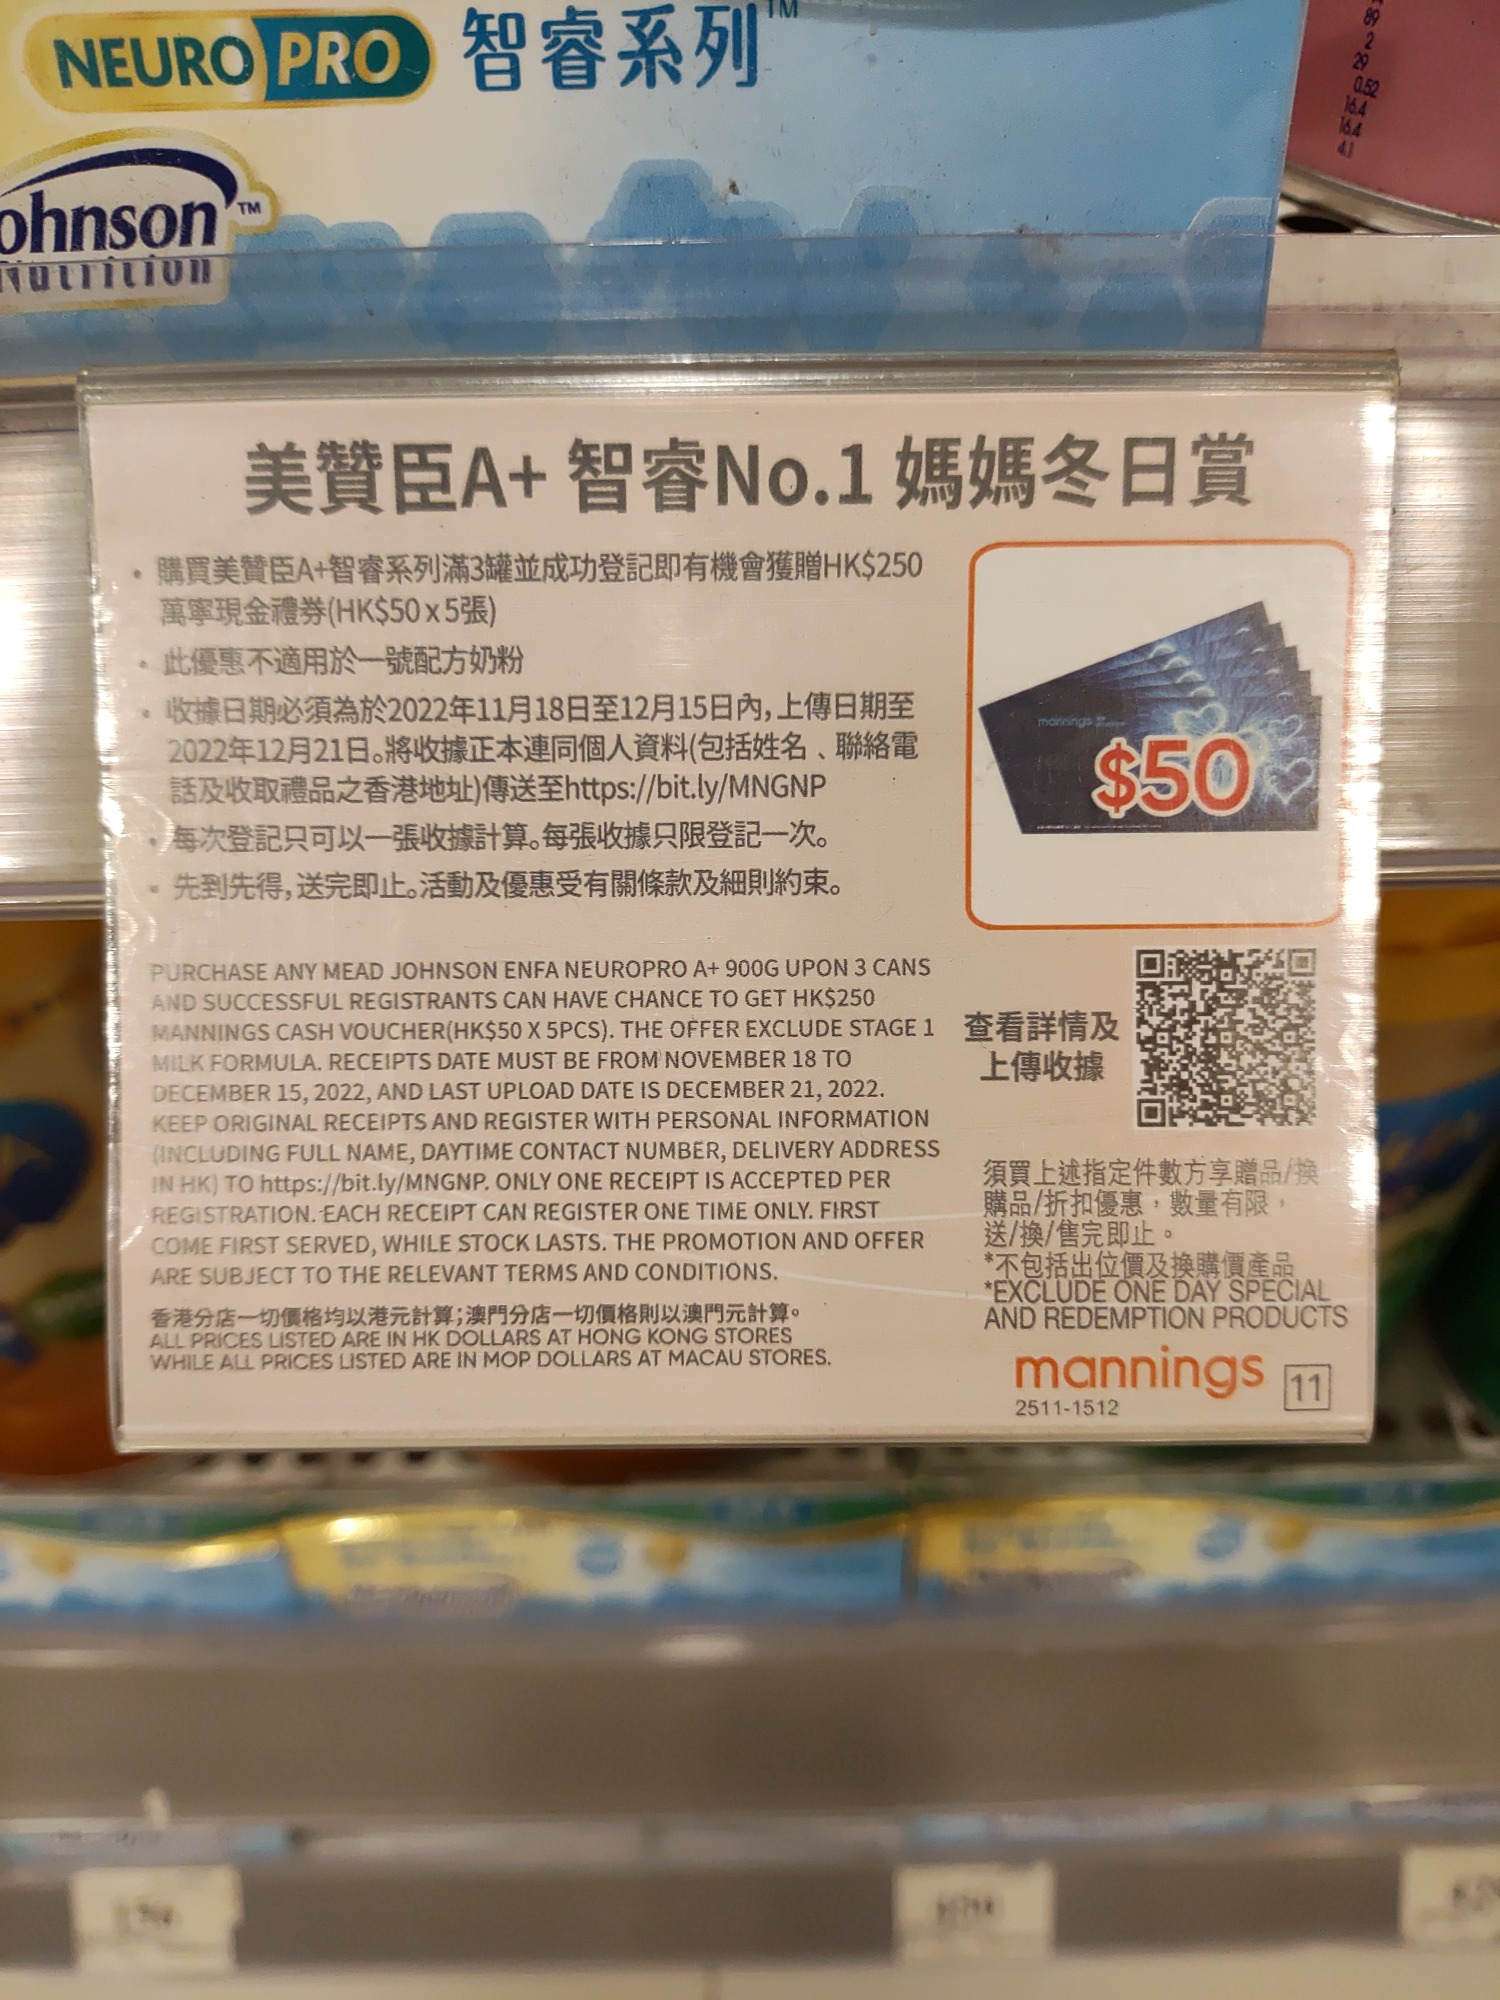 NEUROPRO 智睿系列™
ohnson™
Nutrition
89
2
29
0.52
16.4
16.4
4.1
美贊臣A+ 智睿No.1 媽媽冬日賞
• 購買美贊臣A+智睿系列滿3罐並成功登記即有機會獲贈HK$250
萬寧現金禮券(HK$50 x 5張)
• 此優惠不適用於一號配方奶粉
• 收據日期必須為於2022年11月18日至12月15日內，上傳日期至
2022年12月21日。將收據正本連同個人資料(包括姓名、聯絡電
話及收取禮品之香港地址)傳送至https://bit.ly/MNGNP
• 每次登記只可以一張收據計算。每張收據只限登記一次。
• 先到先得，送完即止。活動及優惠受有關條款及細則約束。
mannings
$50
PURCHASE ANY MEAD JOHNSON ENFA NEUROPRO A+ 900G UPON 3 CANS
AND SUCCESSFUL REGISTRANTS CAN HAVE CHANCE TO GET HK$250
MANNINGS CASH VOUCHER(HK$50 X 5PCS). THE OFFER EXCLUDE STAGE 1
MILK FORMULA. RECEIPTS DATE MUST BE FROM NOVEMBER 18 TO
DECEMBER 15, 2022, AND LAST UPLOAD DATE IS DECEMBER 21, 2022.
KEEP ORIGINAL RECEIPTS AND REGISTER WITH PERSONAL INFORMATION
(INCLUDING FULL NAME, DAYTIME CONTACT NUMBER, DELIVERY ADDRESS
IN HK) TO https://bit.ly/MNGNP. ONLY ONE RECEIPT IS ACCEPTED PER
REGISTRATION. EACH RECEIPT CAN REGISTER ONE TIME ONLY. FIRST
COME FIRST SERVED, WHILE STOCK LASTS. THE PROMOTION AND OFFER
ARE SUBJECT TO THE RELEVANT TERMS AND CONDITIONS.
香港分店一切價格均以港元計算；澳門分店一切價格則以澳門元計算。
ALL PRICES LISTED ARE IN HK DOLLARS AT HONG KONG STORES
WHILE ALL PRICES LISTED ARE IN MOP DOLLARS AT MACAU STORES.
查看詳情及
上傳收據
須買上述指定件數方享贈品/換
購品/折扣優惠，數量有限，
送/換/售完即止。
*不包括出位價及換購價產品
*EXCLUDE ONE DAY SPECIAL
AND REDEMPTION PRODUCTS
mannings 11
2511-1512